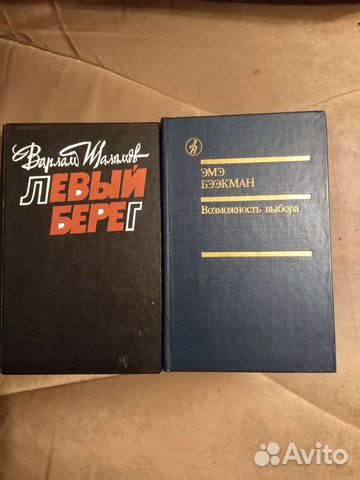 Варлам Шаламов
ЛЕВЫЙ
БЕРЕГ
ЭМЭ
БЭЭКМАН
Возможность выбора
Avito